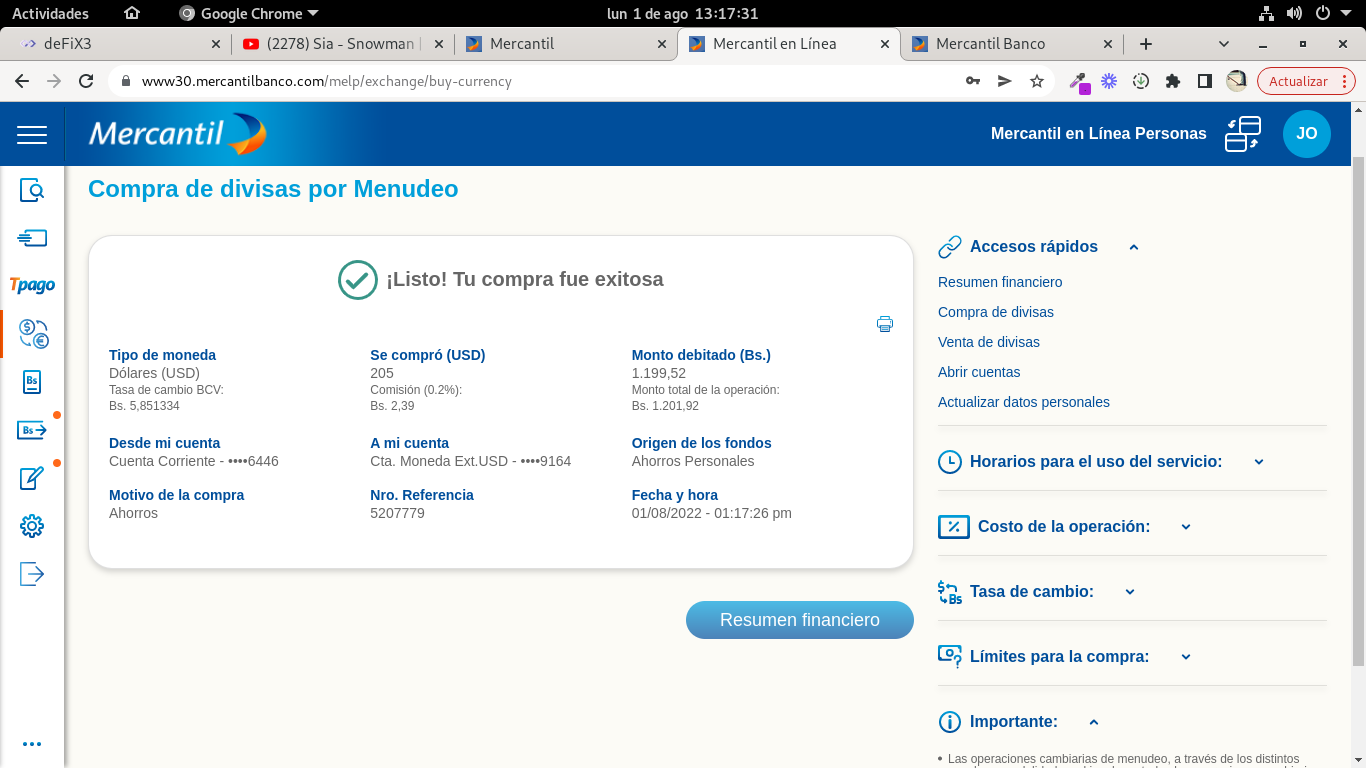 Actividades
Google Chrome
lun 1 de ago 13:17:31
deFiX3
(2278) Sia - Snowman |
Mercantil
Mercantil en Línea
Mercantil Banco
www30.mercantilbanco.com/melp/exchange/buy-currency
Actualizar
Mercantil
Mercantil en Línea Personas
JO
Tpago
Bs
Bs
Compra de divisas por Menudeo
¡Listo! Tu compra fue exitosa
Tipo de moneda
Dólares (USD)
Tasa de cambio BCV:
Bs. 5,851334
Se compró (USD)
205
Comisión (0.2%):
Bs. 2,39
Monto debitado (Bs.)
1.199,52
Monto total de la operación:
Bs. 1.201,92
Desde mi cuenta
Cuenta Corriente - ••••6446
A mi cuenta
Cta. Moneda Ext.USD - ••••9164
Origen de los fondos
Ahorros Personales
Motivo de la compra
Ahorros
Nro. Referencia
5207779
Fecha y hora
01/08/2022 - 01:17:26 pm
Resumen financiero
Accesos rápidos
Resumen financiero
Compra de divisas
Venta de divisas
Abrir cuentas
Actualizar datos personales
Horarios para el uso del servicio:
Costo de la operación:
Tasa de cambio:
Límites para la compra:
Importante:
• Las operaciones cambiarias de menudeo, a través de los distintos